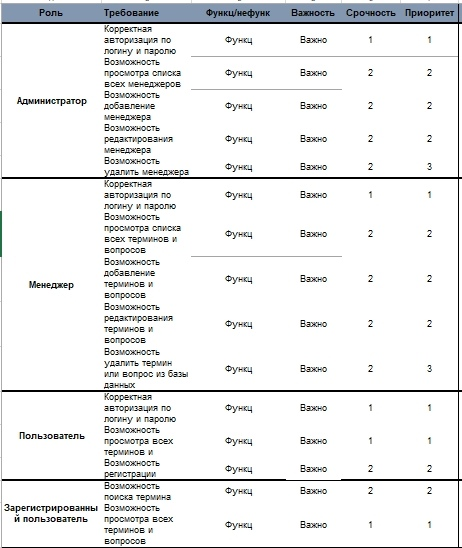 Роль Требование Функц/нефунк Важность Срочность Приоритет
Администратор
Корректная
авторизация по
логину и паролю
Функц Важно 1 1
Возможность
просмотра списка
всех менеджеров
Функц Важно 2 2
Возможность
добавление
менеджера
Функц Важно 2 2
Возможность
редактирования
менеджера
Функц Важно 2 2
Возможность
удалить менеджера
Функц Важно 2 3
Менеджер
Корректная
авторизация по
логину и паролю
Функц Важно 1 1
Возможность
просмотра списка
всех терминов и
вопросов
Функц Важно 2 2
Возможность
добавление
терминов и
вопросов
Функц Важно 2 2
Возможность
редактирования
терминов и
вопросов
Функц Важно 2 2
Возможность
удалить термин
или вопрос из базы
данных
Функц Важно 2 3
Пользователь
Корректная
авторизация по
логину и паролю
Функц Важно 1 1
Возможность
просмотра всех
терминов и
Функц Важно 1 1
Возможность
регистрации
Функц Важно 2 2
Зарегистрированны
й пользователь
Возможность
поиска термина
Функц Важно 2 2
Возможность
просмотра всех
терминов и
вопросов
Функц Важно 1 1